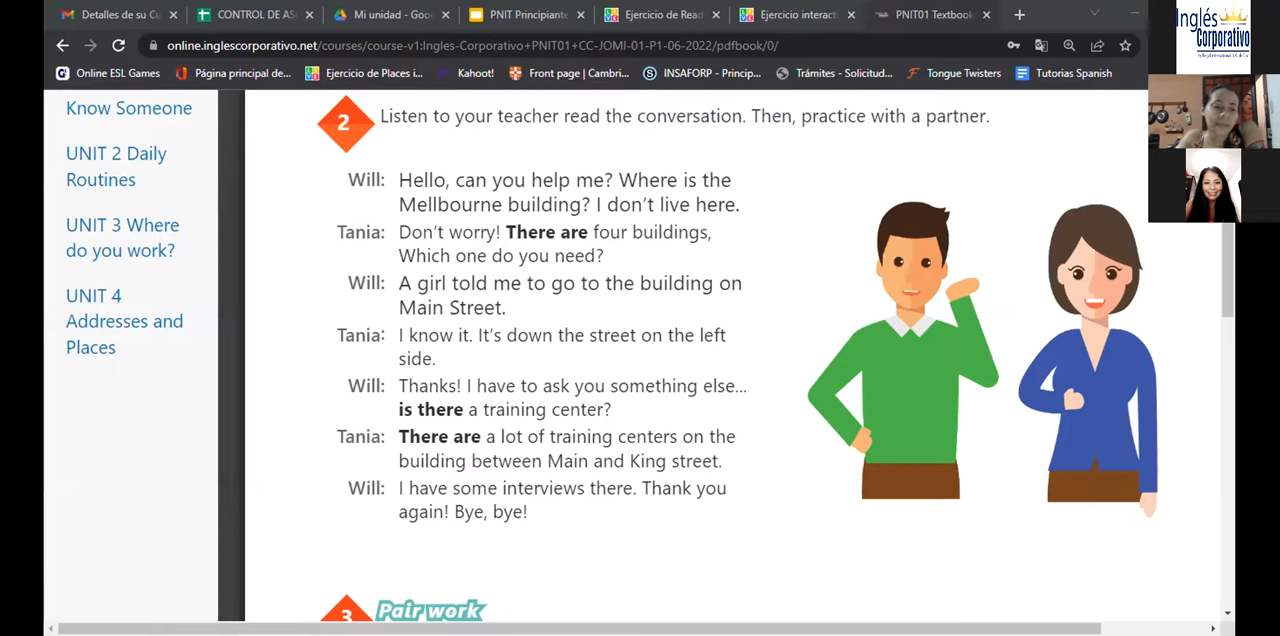 Detalles de su Cu
CONTROL DE AS
Mi unidad - Goo
PNIT Principiante
Ejercicio de Read
Ejercicio interacti
PNIT01 Textbook
online.inglescorporativo.net/courses/course-v1:Ingles-Corporativo+PNIT01+CC-JOMI-01-P1-06-2022/pdfbook/0/
Online ESL Games
Página principal de...
Ejercicio de Places i...
Kahoot!
Front page | Cambri...
INSAFORP - Princip...
Trámites - Solicitud...
Tongue Twisters
Tutorias Spanish
Inglés
Corporativo
Know Someone
UNIT 2 Daily
Routines
UNIT 3 Where
do you work?
UNIT 4
Addresses and
Places
2 Listen to your teacher read the conversation. Then, practice with a partner.
Will: Hello, can you help me? Where is the
Mellbourne building? I don't live here.
Tania: Don't worry! There are four buildings,
Which one do you need?
Will: A girl told me to go to the building on
Main Street.
Tania: I know it. It's down the street on the left
side.
Will: Thanks! I have to ask you something else...
is there a training center?
Tania: There are a lot of training centers on the
building between Main and King street.
Will: I have some interviews there. Thank you
again! Bye, bye!
3 Pair work